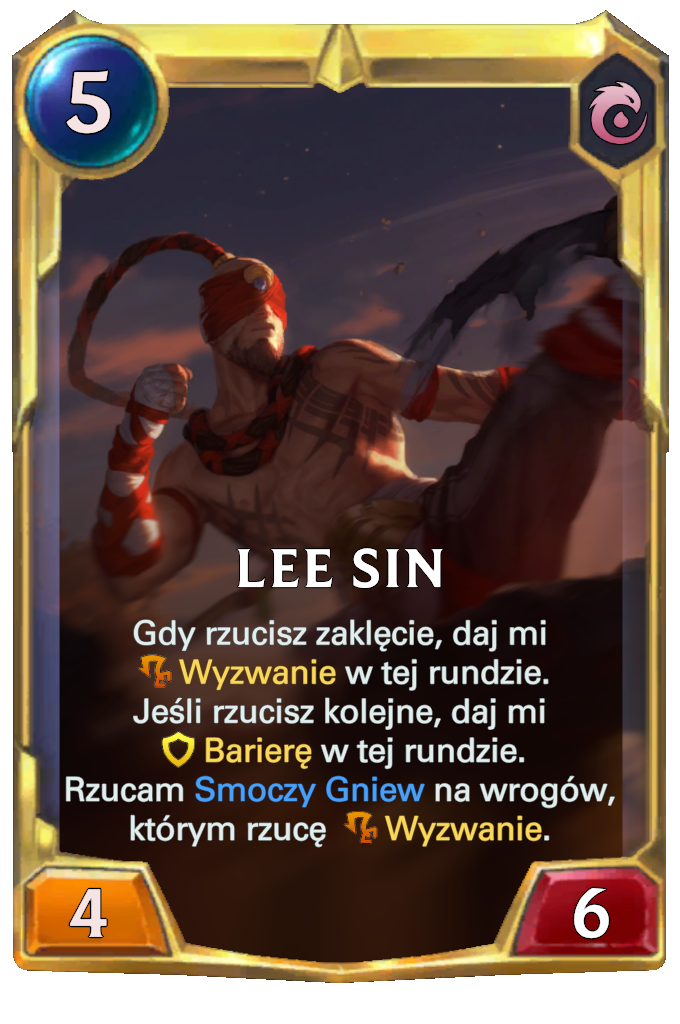 5
LEE SIN
Gdy rzucisz zaklęcie, daj mi
Wyzwanie w tej rundzie.
Jeśli rzucisz kolejne, daj mi
Barierę w tej rundzie.
Rzucam Smoczy Gniew na wrogów,
którym rzucę Wyzwanie.
4
6